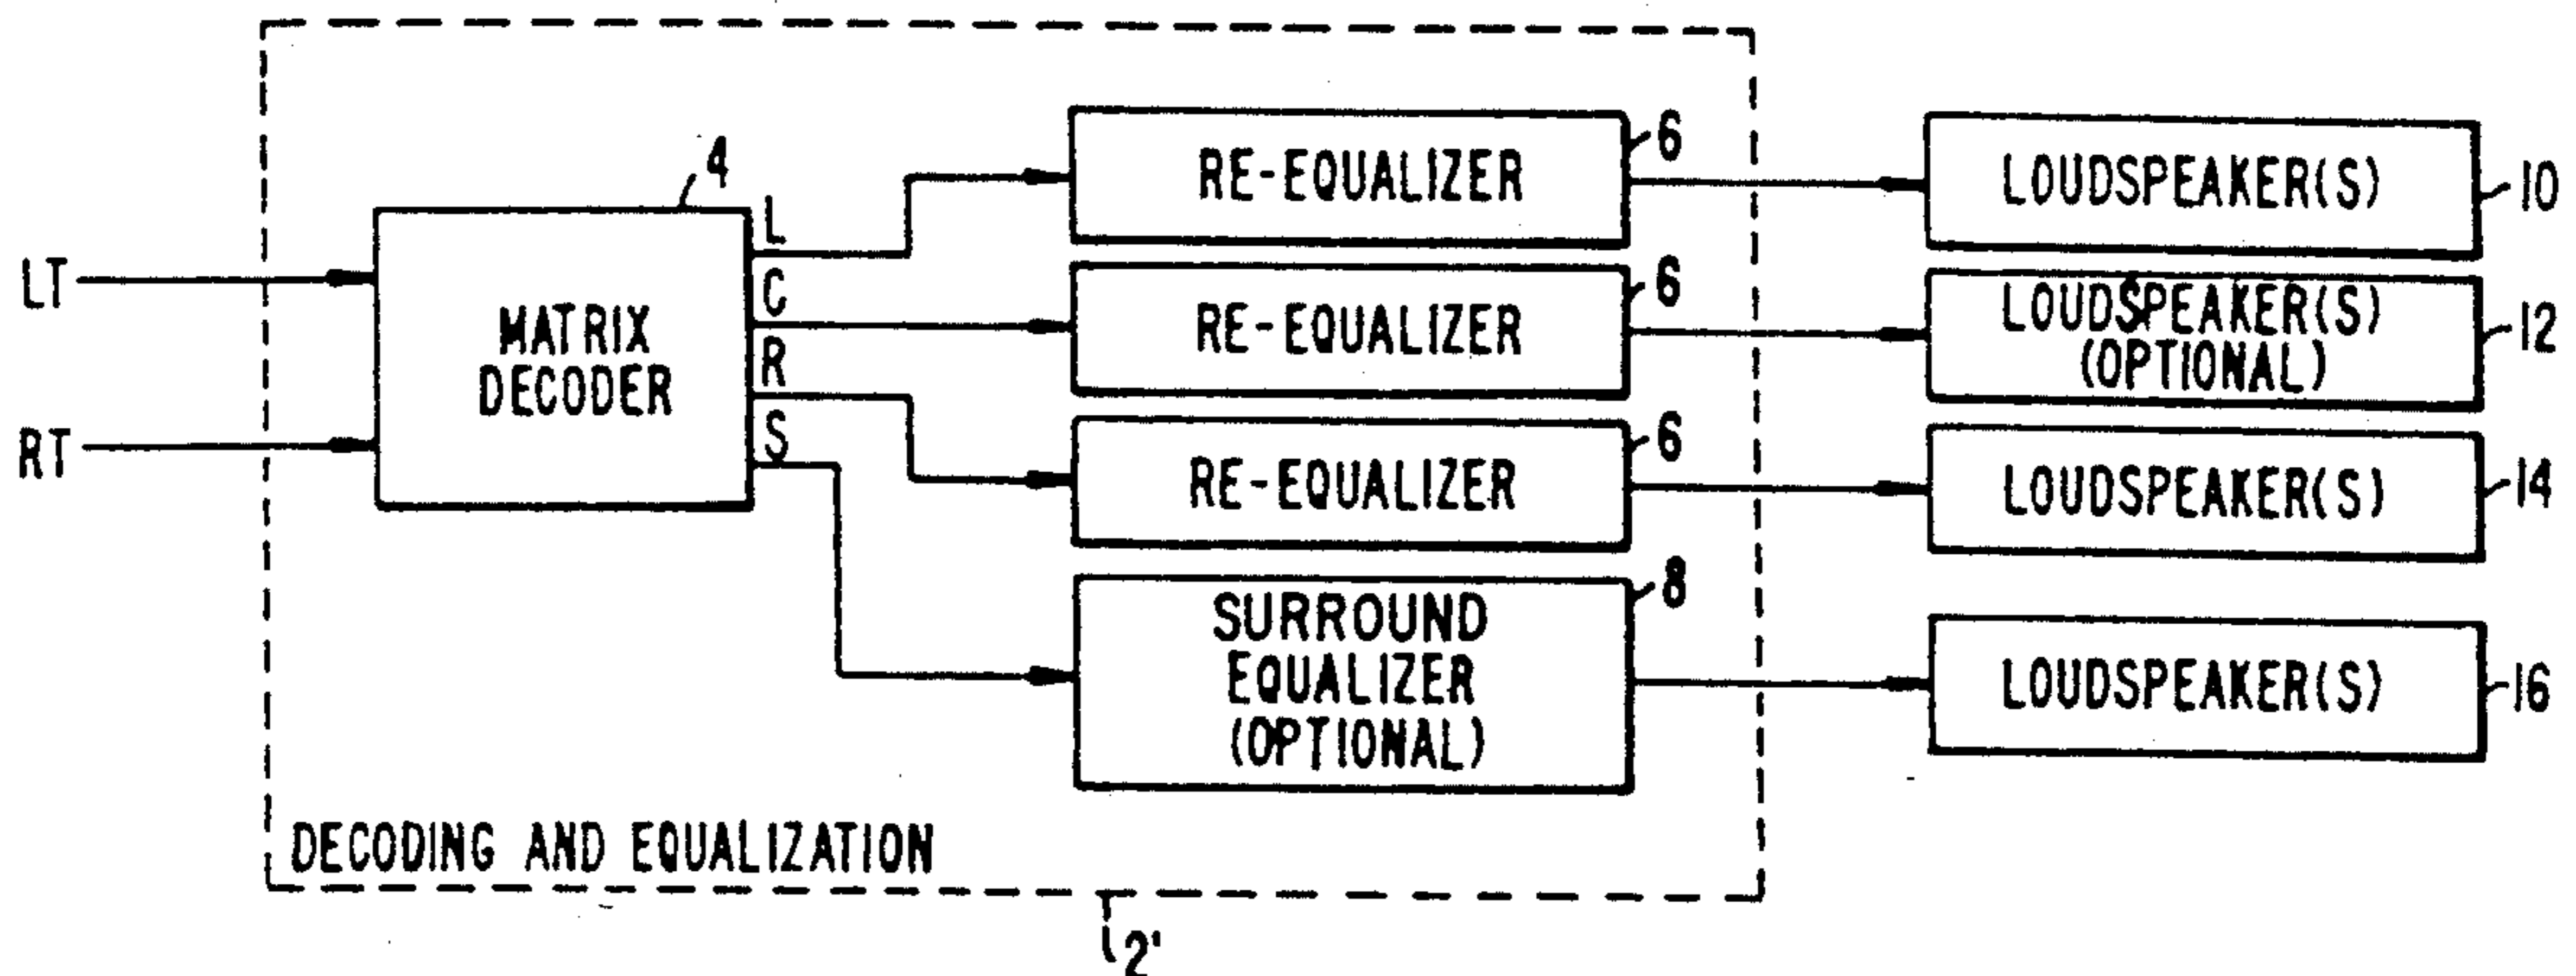 4
L
C
R
S
LT
RT
MATRIX
DECODER
RE-EQUALIZER
6
LOUDSPEAKER(S)
10
RE-EQUALIZER
6
LOUDSPEAKER(S)
(OPTIONAL)
12
RE-EQUALIZER
6
LOUDSPEAKER(S)
14
SURROUND
EQUALIZER
(OPTIONAL)
8
LOUDSPEAKER(S)
16
DECODING AND EQUALIZATION
2'